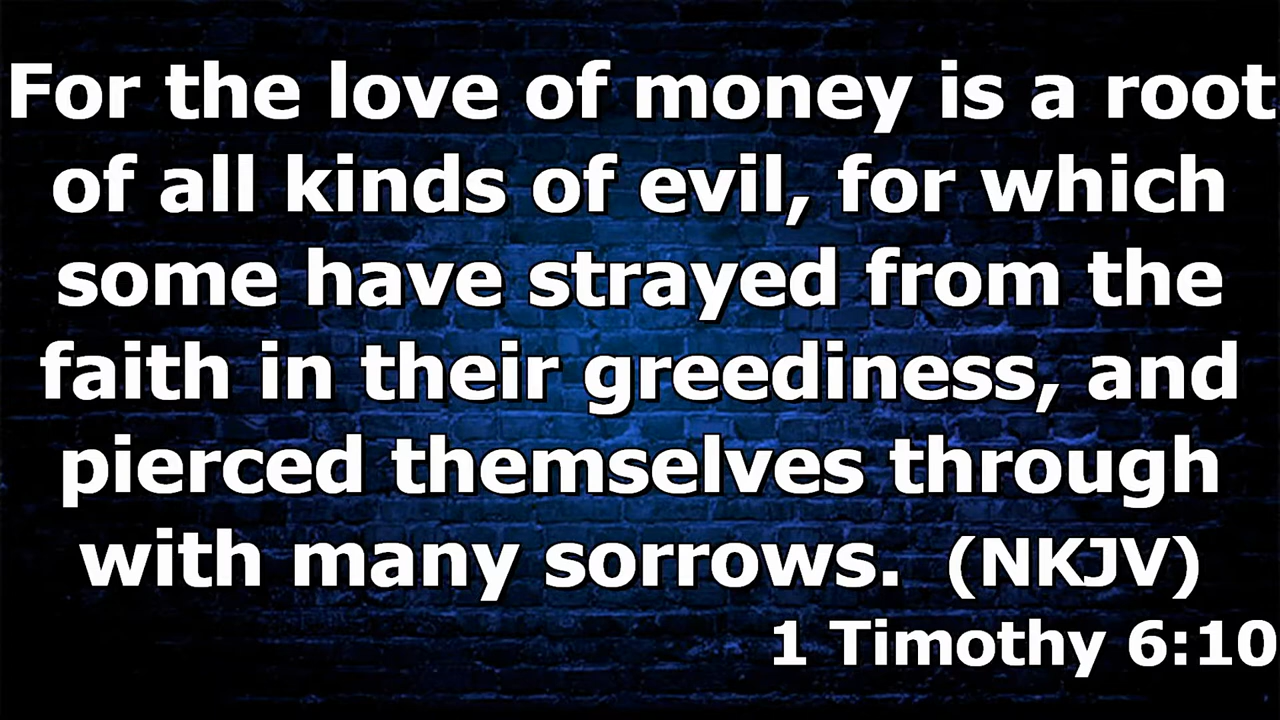 For the love of money is a root
of all kinds of evil, for which
some have strayed from the
faith in their greediness, and
pierced themselves through
with many sorrows.  (NKJV)
1 Timothy 6:10